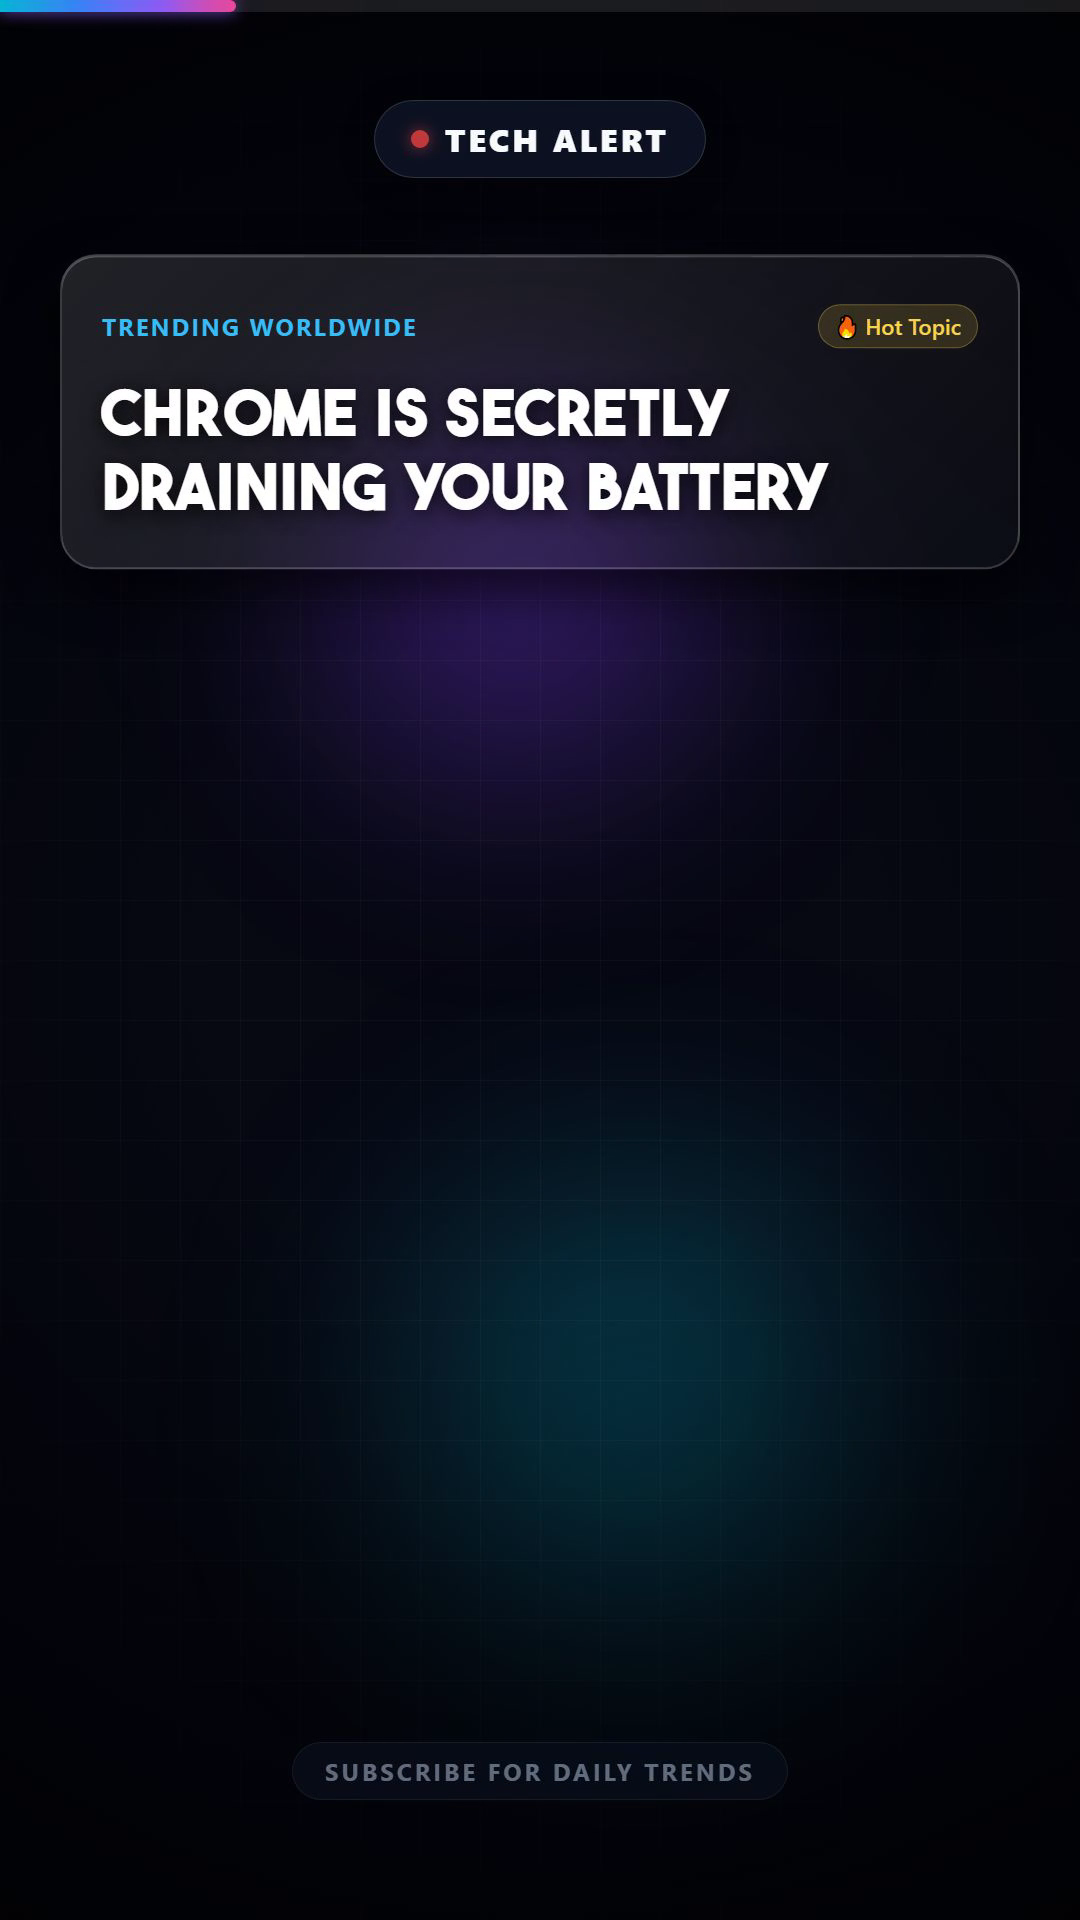 TECH ALERT
TRENDING WORLDWIDE
🔥 Hot Topic
CHROME IS SECRETLY
DRAINING YOUR BATTERY
SUBSCRIBE FOR DAILY TRENDS